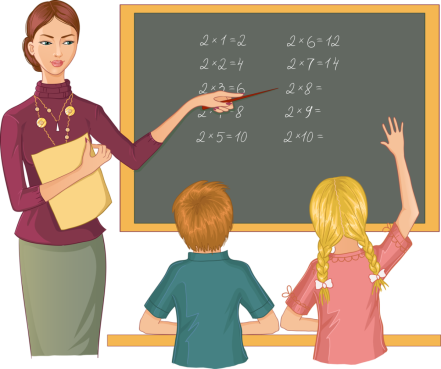 2 × 1 = 2
2 × 2 = 4
2 × 3 = 6
8
2 × 5 = 10
2 × 6 = 12
2 × 7 = 14
2 × 8 =
2 × 9 =
2 × 10 =